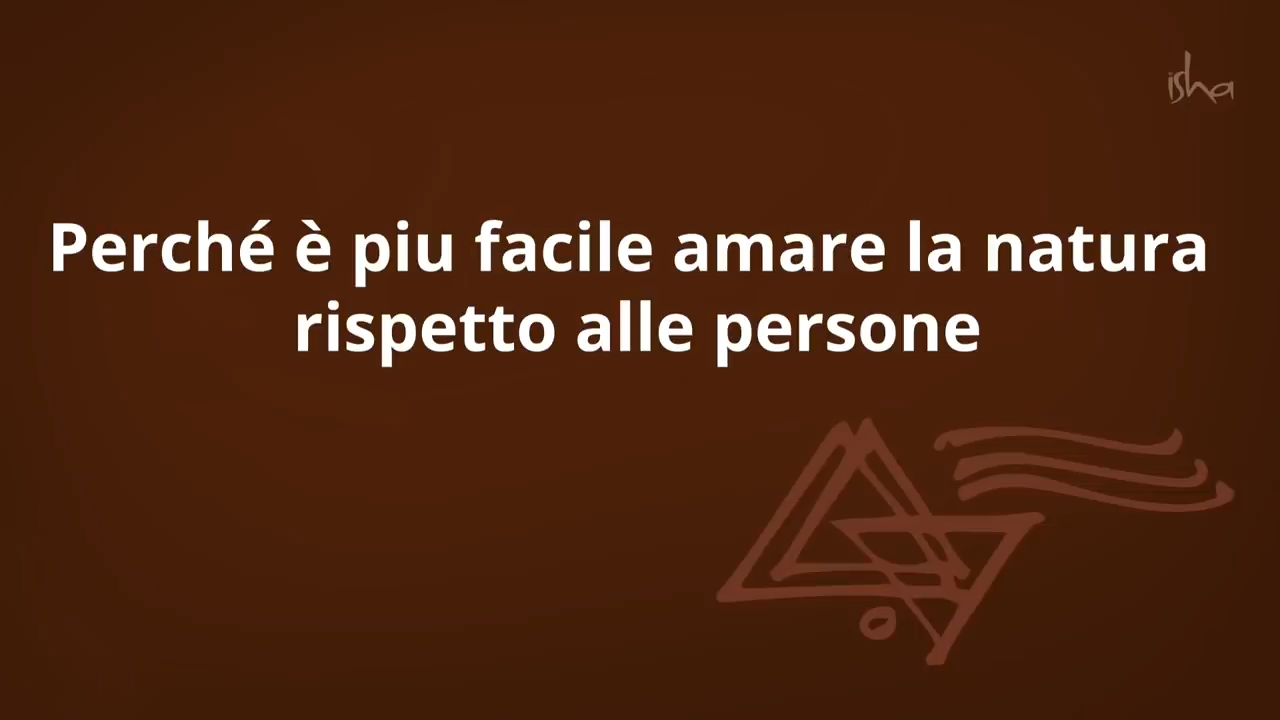 isha
Perché è piu facile amare la natura
rispetto alle persone